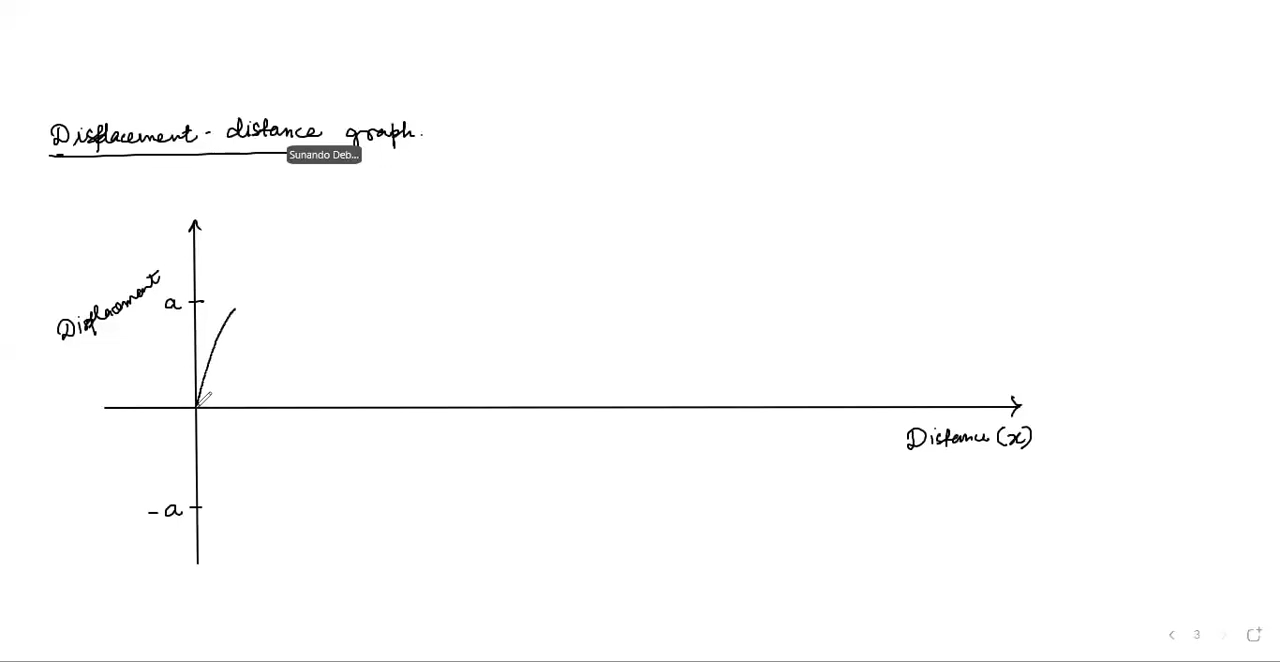 Displacement - distance graph.
Sunando Deb...
Displacement
a
Distance (x)
- a
3